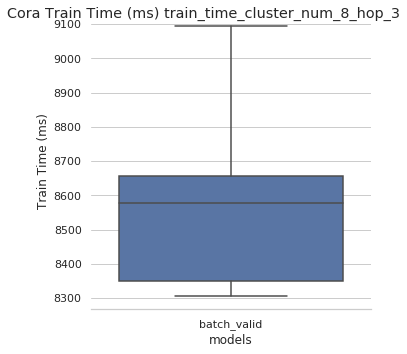 Cora Train Time (ms) train_time_cluster_num_8_hop_3
9100
9000
8900
8800
8700
8600
8500
8400
8300
Train Time (ms)
batch_valid
models